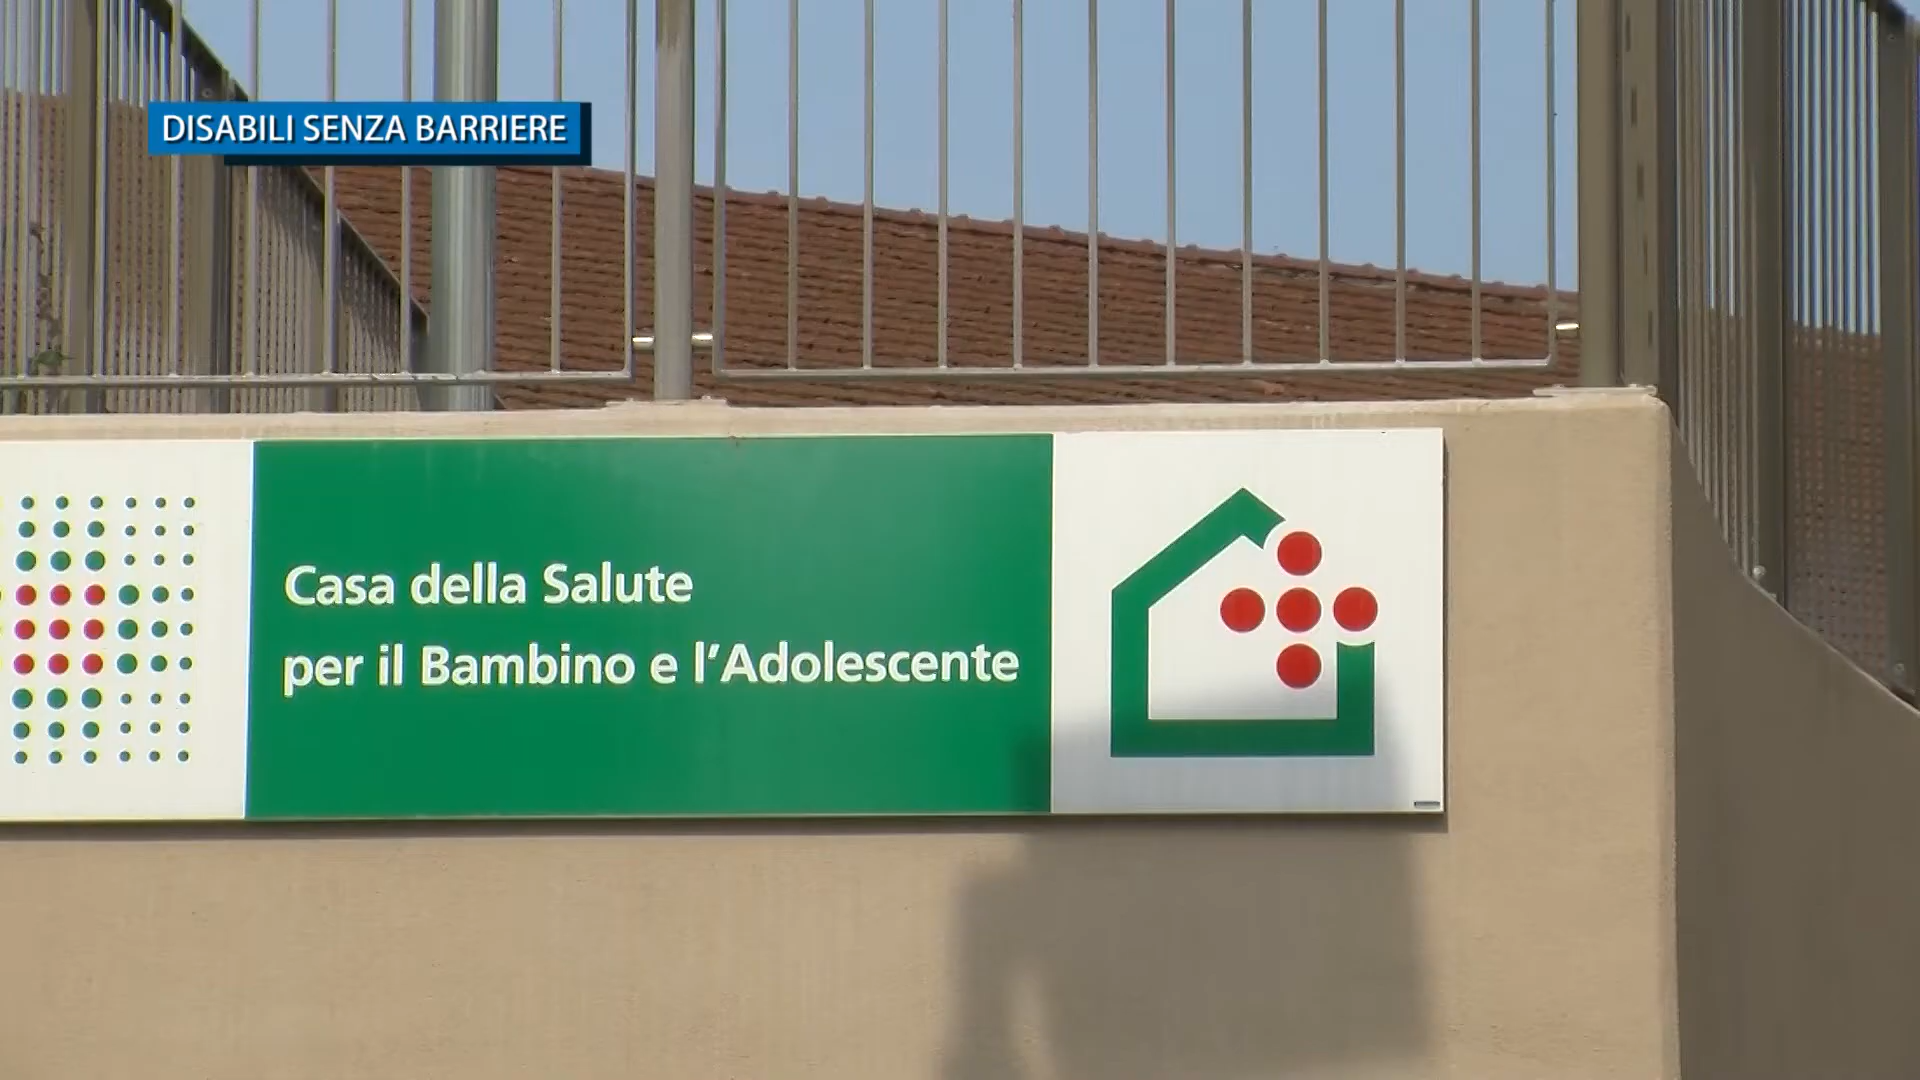 DISABILI SENZA BARRIERE
Casa della Salute
per il Bambino e l'Adolescente